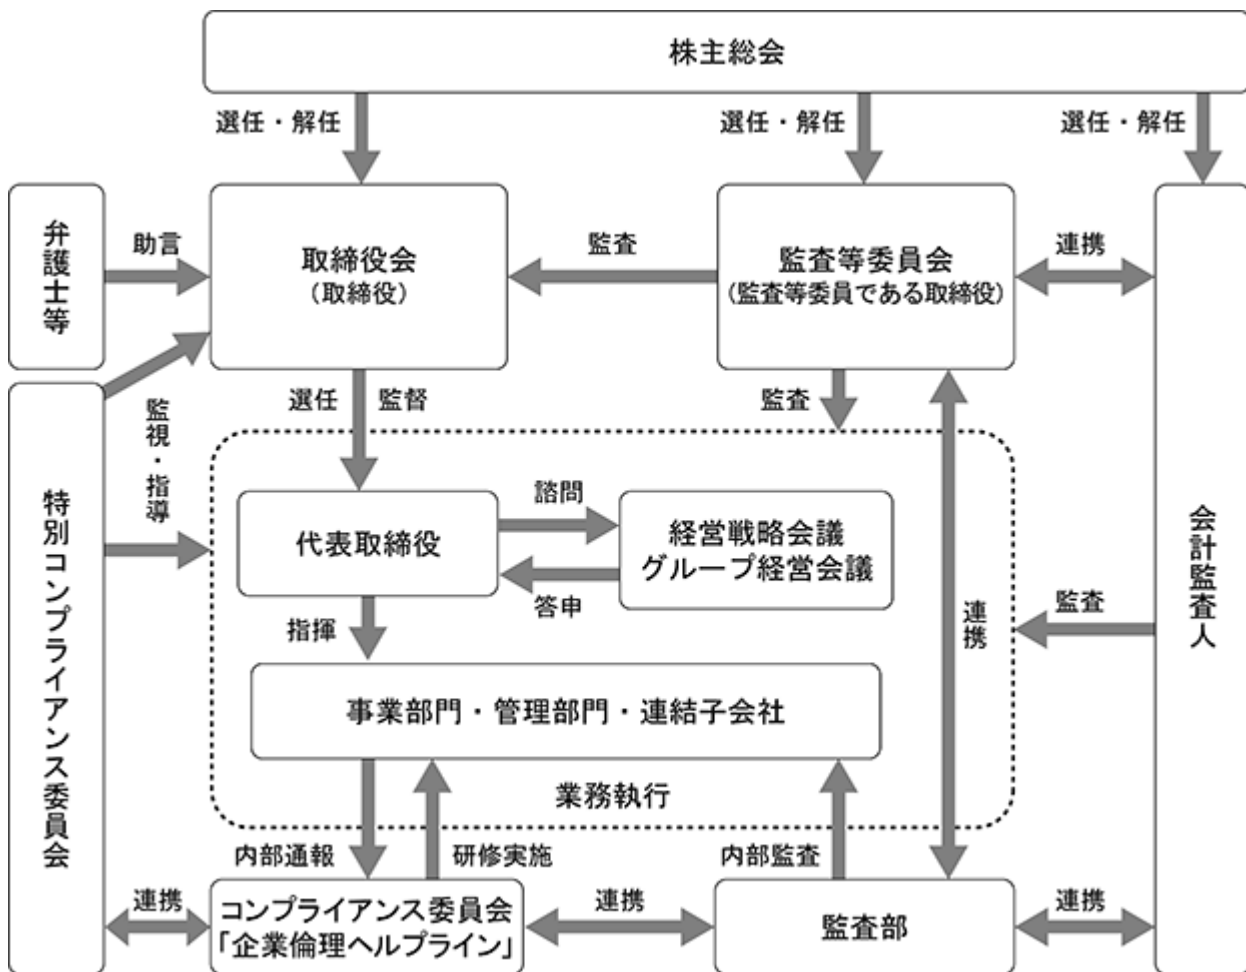 株主総会
選任・解任
選任・解任
選任・解任
弁護士等
助言
取締役会
（取締役）
監査
監査等委員会
（監査等委員である取締役）
連携
監視・指導
選任
監督
監査
特別コンプライアンス委員会
代表取締役
諮問
答申
経営戦略会議
グループ経営会議
連携
監査
会計監査人
指揮
事業部門・管理部門・連結子会社
業務執行
内部通報
研修実施
内部監査
連携
コンプライアンス委員会
「企業倫理ヘルプライン」
連携
監査部
連携